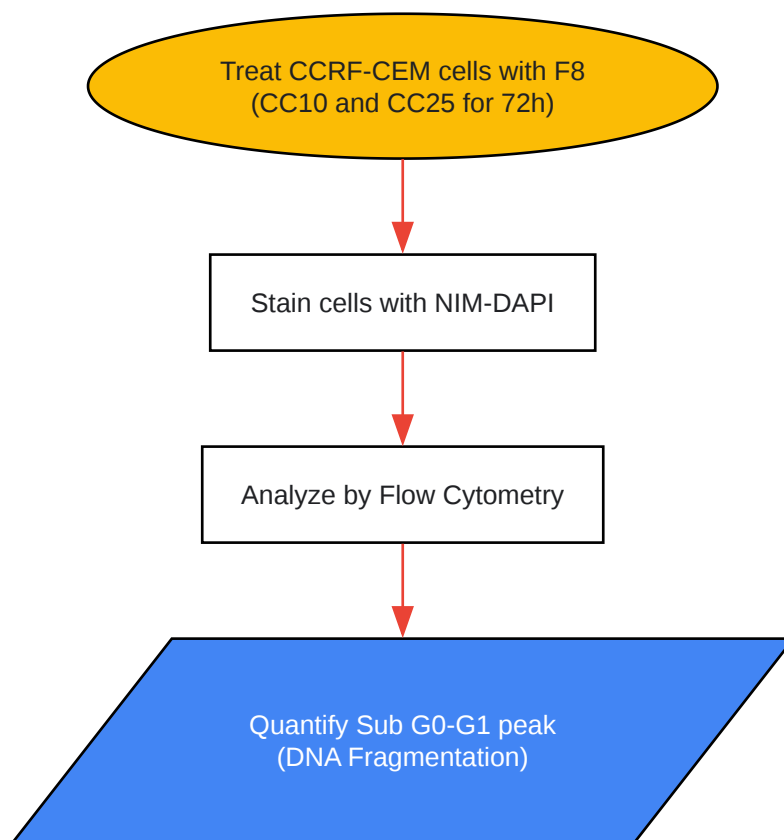 Treat CCRF-CEM cells with F8
(CC10 and CC25 for 72h)
Stain cells with NIM-DAPI
Analyze by Flow Cytometry
Quantify Sub G0-G1 peak
(DNA Fragmentation)